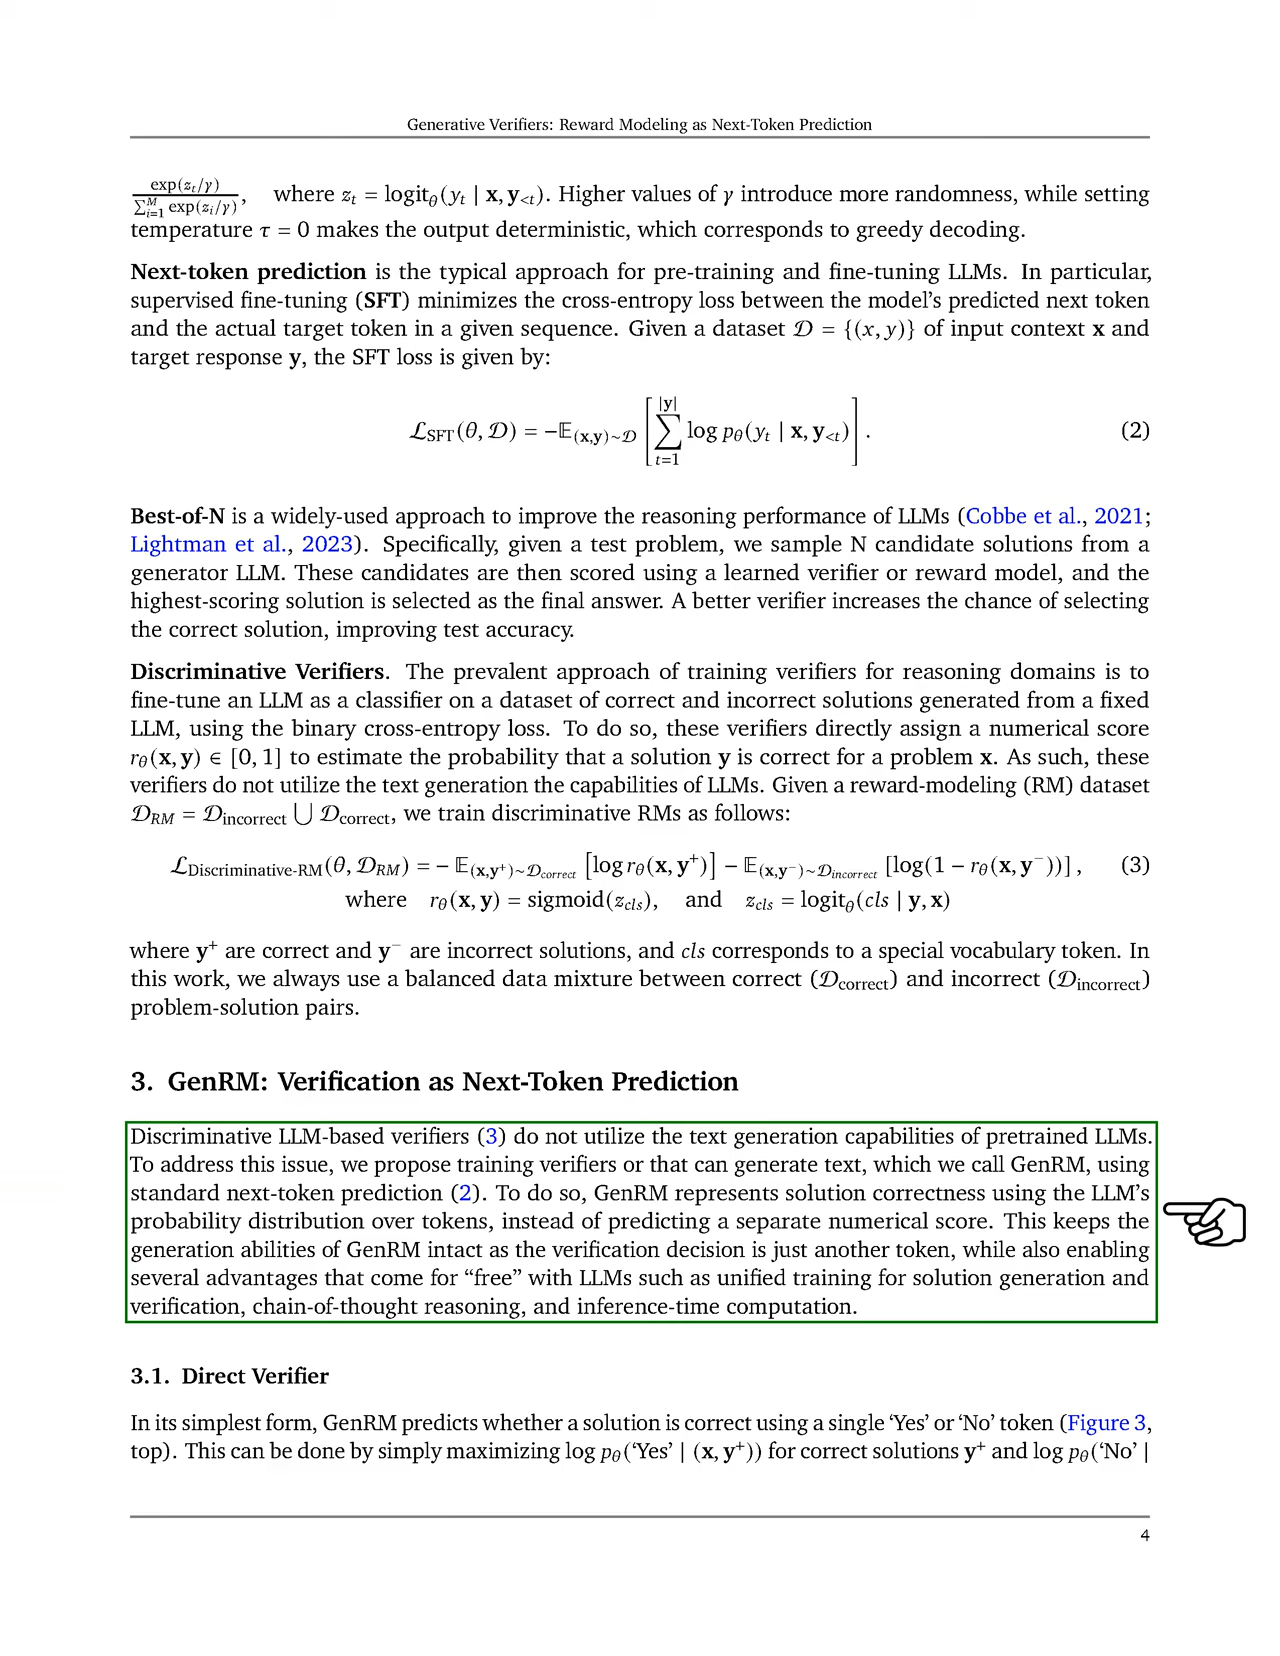 Generative Verifiers: Reward Modeling as Next-Token Prediction
exp(z_t/γ) / ∑_{i=1}^{M} exp(z_i/γ), where z_t = logit_θ(y_t | x, y_{<t}). Higher values of γ introduce more randomness, while setting
temperature τ = 0 makes the output deterministic, which corresponds to greedy decoding.
Next-token prediction is the typical approach for pre-training and fine-tuning LLMs. In particular,
supervised fine-tuning (SFT) minimizes the cross-entropy loss between the model's predicted next token
and the actual target token in a given sequence. Given a dataset 𝒟 = {(x, y)} of input context x and
target response y, the SFT loss is given by:
ℒ_SFT(θ, 𝒟) = −𝔼_{(x,y)∼𝒟} [ ∑_{t=1}^{|y|} log p_θ(y_t | x, y_{<t}) ] . (2)
Best-of-N is a widely-used approach to improve the reasoning performance of LLMs (Cobbe et al., 2021;
Lightman et al., 2023). Specifically, given a test problem, we sample N candidate solutions from a
generator LLM. These candidates are then scored using a learned verifier or reward model, and the
highest-scoring solution is selected as the final answer. A better verifier increases the chance of selecting
the correct solution, improving test accuracy.
Discriminative Verifiers. The prevalent approach of training verifiers for reasoning domains is to
fine-tune an LLM as a classifier on a dataset of correct and incorrect solutions generated from a fixed
LLM, using the binary cross-entropy loss. To do so, these verifiers directly assign a numerical score
r_θ(x, y) ∈ [0, 1] to estimate the probability that a solution y is correct for a problem x. As such, these
verifiers do not utilize the text generation the capabilities of LLMs. Given a reward-modeling (RM) dataset
𝒟_RM = 𝒟_incorrect ⋃ 𝒟_correct, we train discriminative RMs as follows:
ℒ_Discriminative-RM(θ, 𝒟_RM) = − 𝔼_{(x,y⁺)∼𝒟_correct} [log r_θ(x, y⁺)] − 𝔼_{(x,y⁻)∼𝒟_incorrect} [log(1 − r_θ(x, y⁻))] , (3)
where r_θ(x, y) = sigmoid(z_cls), and z_cls = logit_θ(cls | y, x)
where y⁺ are correct and y⁻ are incorrect solutions, and cls corresponds to a special vocabulary token. In
this work, we always use a balanced data mixture between correct (𝒟_correct) and incorrect (𝒟_incorrect)
problem-solution pairs.
3. GenRM: Verification as Next-Token Prediction
Discriminative LLM-based verifiers (3) do not utilize the text generation capabilities of pretrained LLMs.
To address this issue, we propose training verifiers or that can generate text, which we call GenRM, using
standard next-token prediction (2). To do so, GenRM represents solution correctness using the LLM's
probability distribution over tokens, instead of predicting a separate numerical score. This keeps the
generation abilities of GenRM intact as the verification decision is just another token, while also enabling
several advantages that come for “free” with LLMs such as unified training for solution generation and
verification, chain-of-thought reasoning, and inference-time computation.
3.1. Direct Verifier
In its simplest form, GenRM predicts whether a solution is correct using a single ‘Yes’ or ‘No’ token (Figure 3,
top). This can be done by simply maximizing log p_θ(‘Yes’ | (x, y⁺)) for correct solutions y⁺ and log p_θ(‘No’ |
4